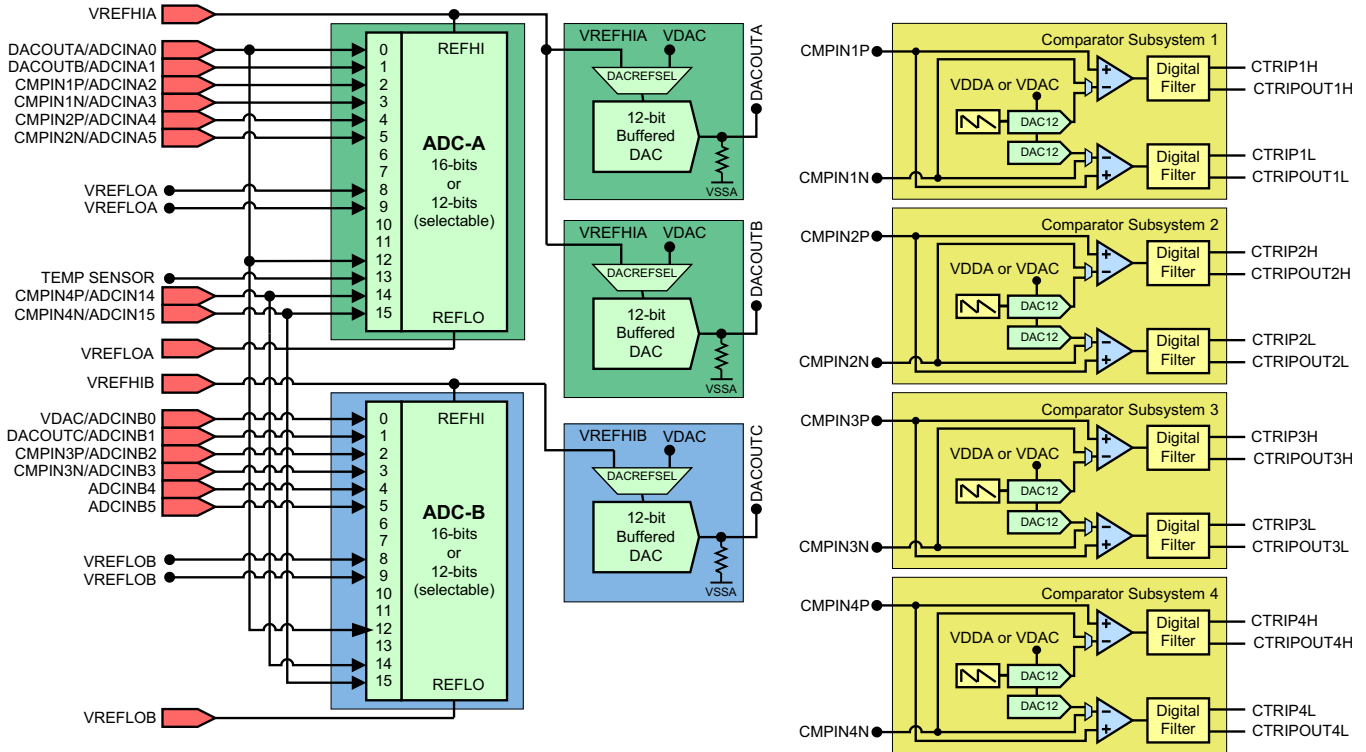 VREFHIA
DACOUTA/ADCINA0
DACOUTB/ADCINA1
CMPIN1P/ADCINA2
CMPIN1N/ADCINA3
CMPIN2P/ADCINA4
CMPIN2N/ADCINA5
VREFLOA
VREFLOA
TEMP SENSOR
CMPIN4P/ADCIN14
CMPIN4N/ADCIN15
VREFLOA
REFHI
0
1
2
3
4
5
6
7
8
9
10
11
12
13
14
15
ADC-A
16-bits
or
12-bits
(selectable)
REFLO
VREFHIB
VDAC/ADCINB0
DACOUTC/ADCINB1
CMPIN3P/ADCINB2
CMPIN3N/ADCINB3
ADCINB4
ADCINB5
VREFLOB
VREFLOB
VREFLOB
REFHI
0
1
2
3
4
5
6
7
8
9
10
11
12
13
14
15
ADC-B
16-bits
or
12-bits
(selectable)
REFLO
VREFHIA
VDAC
DACREFSEL
12-bit
Buffered
DAC
VSSA
DACOUTA
VREFHIA
VDAC
DACREFSEL
12-bit
Buffered
DAC
VSSA
DACOUTB
VREFHIB
VDAC
DACREFSEL
12-bit
Buffered
DAC
VSSA
DACOUTC
Comparator Subsystem 1
CMPIN1P
CMPIN1N
VDDA or VDAC
DAC12
DAC12
+
−
−
+
Digital
Filter
Digital
Filter
CTRIP1H
CTRIPOUT1H
CTRIP1L
CTRIPOUT1L
Comparator Subsystem 2
CMPIN2P
CMPIN2N
VDDA or VDAC
DAC12
DAC12
+
−
−
+
Digital
Filter
Digital
Filter
CTRIP2H
CTRIPOUT2H
CTRIP2L
CTRIPOUT2L
Comparator Subsystem 3
CMPIN3P
CMPIN3N
VDDA or VDAC
DAC12
DAC12
+
−
−
+
Digital
Filter
Digital
Filter
CTRIP3H
CTRIPOUT3H
CTRIP3L
CTRIPOUT3L
Comparator Subsystem 4
CMPIN4P
CMPIN4N
VDDA or VDAC
DAC12
DAC12
+
−
−
+
Digital
Filter
Digital
Filter
CTRIP4H
CTRIPOUT4H
CTRIP4L
CTRIPOUT4L